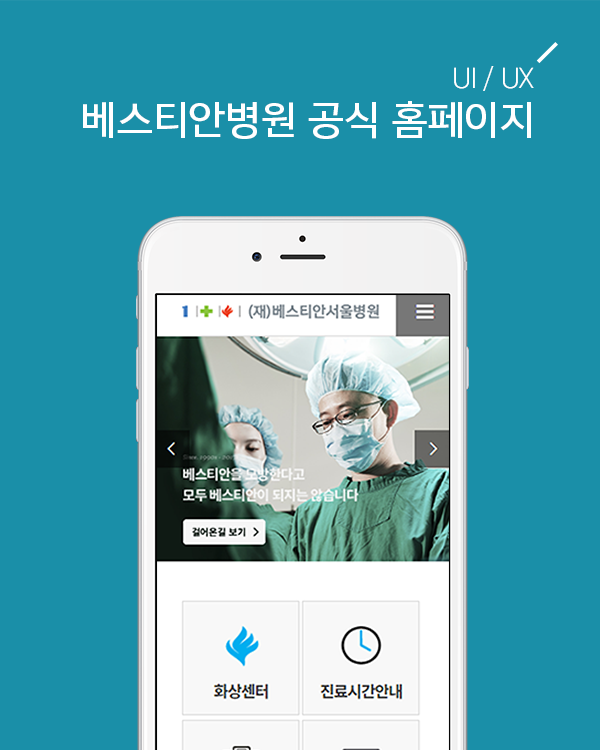 UI / UX
베스티안병원 공식 홈페이지
(재)베스티안서울병원
베스티안을 모방한다고
모두 베스티안이 되지는 않습니다
걸어온길 보기
화상센터
진료시간안내